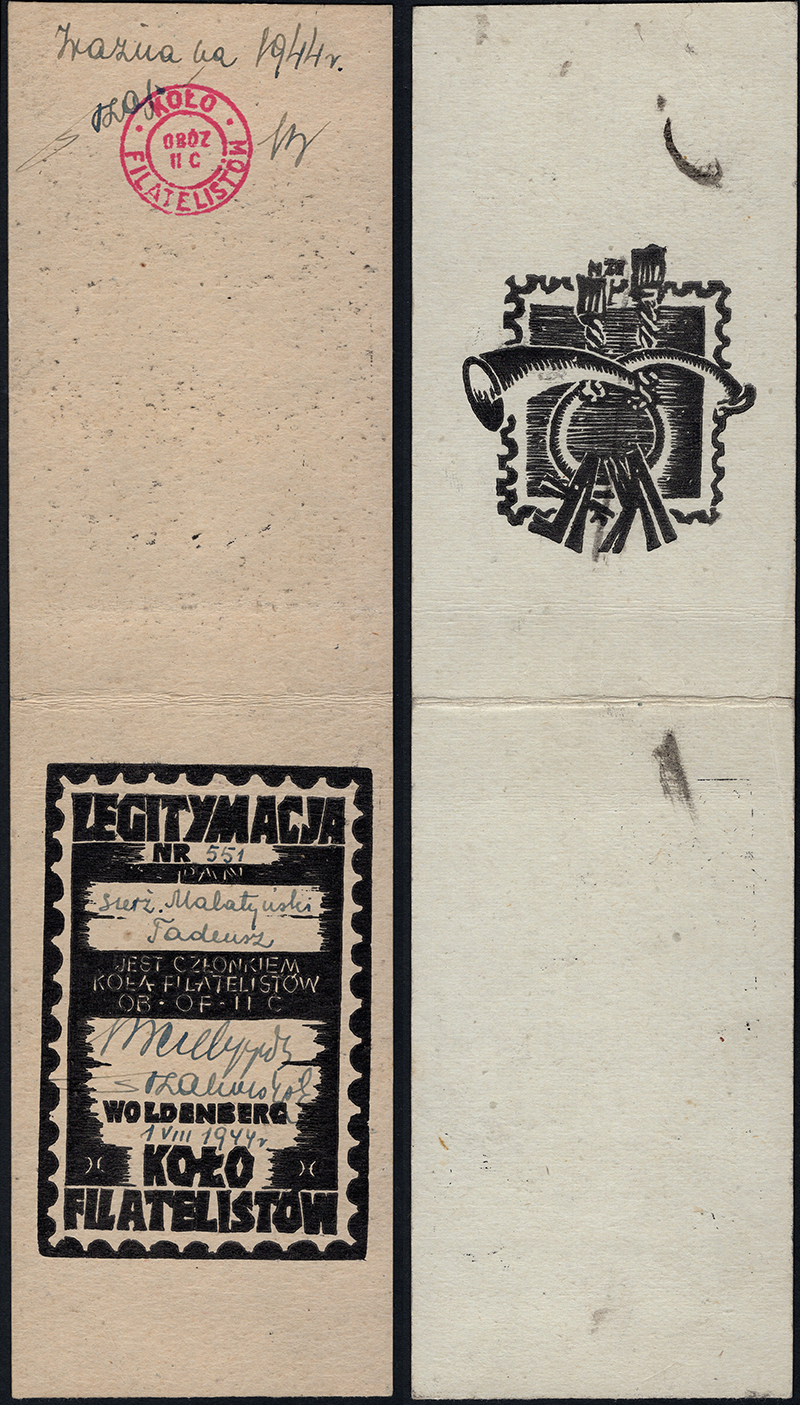 Ważna na 1944 r.
KOŁO
FILATELISTÓW
OBÓZ
II C
LEGITYMACJA
NR 551
PAN
sierż. Małatyński
Tadeusz
JEST CZŁONKIEM
KOŁA FILATELISTÓW
OB · OF · II C
WOLDENBERG
1 VIII 1944 r
KOŁO
FILATELISTÓW